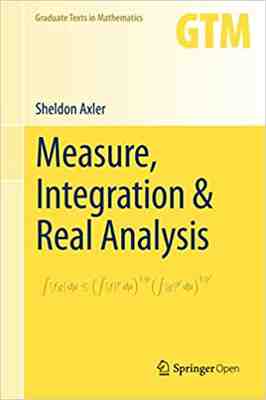 Graduate Texts in Mathematics
GTM
Sheldon Axler
Measure,
Integration &
Real Analysis
∫|fg| dμ ≤ (∫|f|ᵖ dμ)^{1/p} (∫|g|^{p′} dμ)^{1/p′}
Springer Open